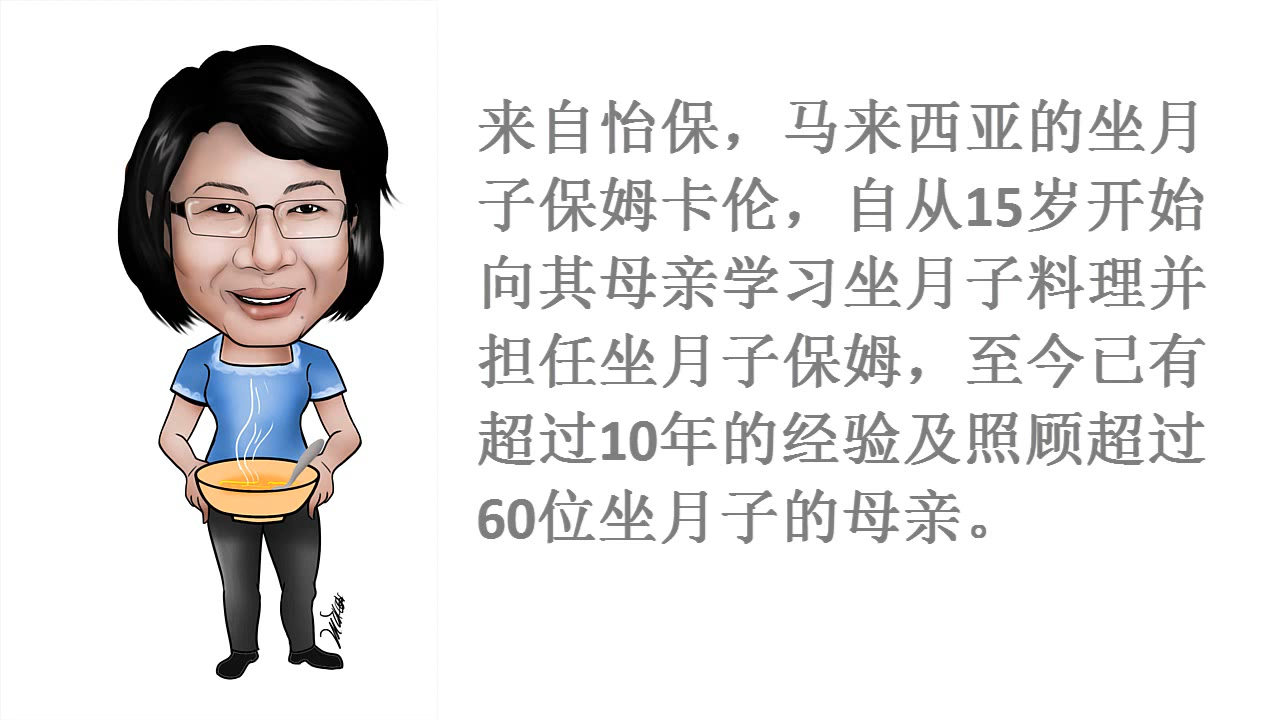 来自怡保，马来西亚的坐月
子保姆卡伦，自从15岁开始
向其母亲学习坐月子料理并
担任坐月子保姆，至今已有
超过10年的经验及照顾超过
60位坐月子的母亲。